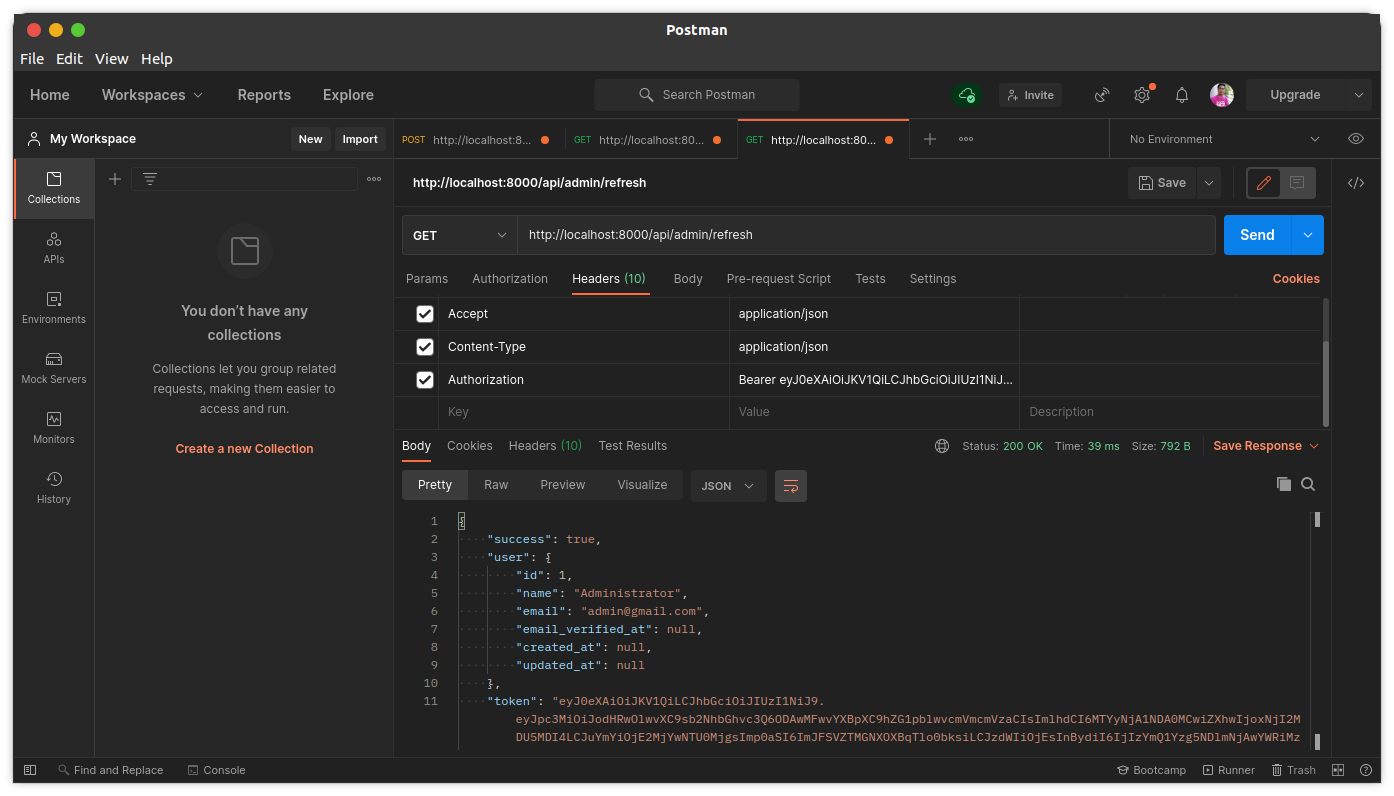 Postman
File Edit View Help
Home Workspaces Reports Explore Search Postman Invite Upgrade
My Workspace New Import
POST http://localhost:8... GET http://localhost:80... GET http://localhost:80... No Environment
Collections
APIs
Environments
Mock Servers
Monitors
History
You don’t have any
collections
Collections let you group related
requests, making them easier to
access and run.
Create a new Collection
http://localhost:8000/api/admin/refresh Save
GET http://localhost:8000/api/admin/refresh Send
Params Authorization Headers (10) Body Pre-request Script Tests Settings Cookies
Accept application/json
Content-Type application/json
Authorization Bearer eyJ0eXAiOiJKV1QiLCJhbGciOiJIUzI1NiJ...
Key Value Description
Body Cookies Headers (10) Test Results Status: 200 OK Time: 39 ms Size: 792 B Save Response
Pretty Raw Preview Visualize JSON
1 {
2 "success": true,
3 "user": {
4 "id": 1,
5 "name": "Administrator",
6 "email": "admin@gmail.com",
7 "email_verified_at": null,
8 "created_at": null,
9 "updated_at": null
10 },
11 "token": "eyJ0eXAiOiJKV1QiLCJhbGciOiJIUzI1NiJ9.
eyJpc3MiOiJodHRwOlwvXC9sb2NhbGhvc3Q6ODAwMFwvYXBpXC9hZG1pblwvcmVmcmVzaCIsImlhdCI6MTYyNjA1NDA0MCwiZXhwIjoxNjI2M
DU5MDI4LCJuYmYiOjE2MjYwNTU0MjgsImp0aSI6ImJFSVZTMGNXOXBqTlo0bksiLCJzdWIiOjEsInBydiI6IjIzYmQ1Yzg5NDlmNjAwYWRiMz
Find and Replace Console Bootcamp Runner Trash